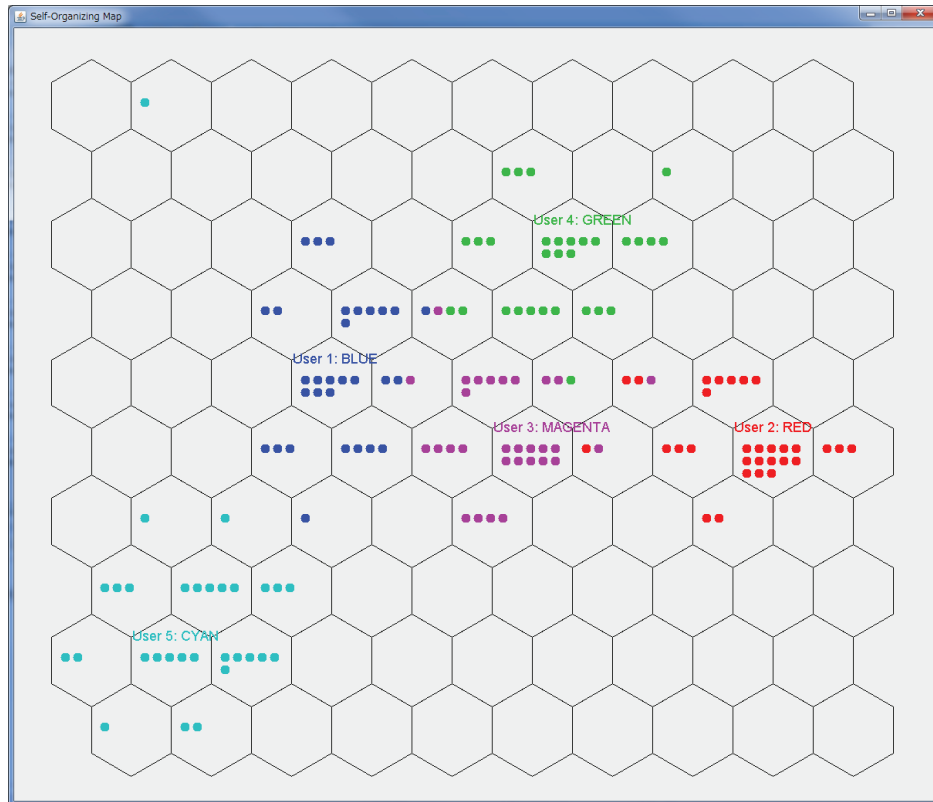 Self-Organizing Map
User 4: GREEN
User 1: BLUE
User 3: MAGENTA
User 2: RED
User 5: CYAN